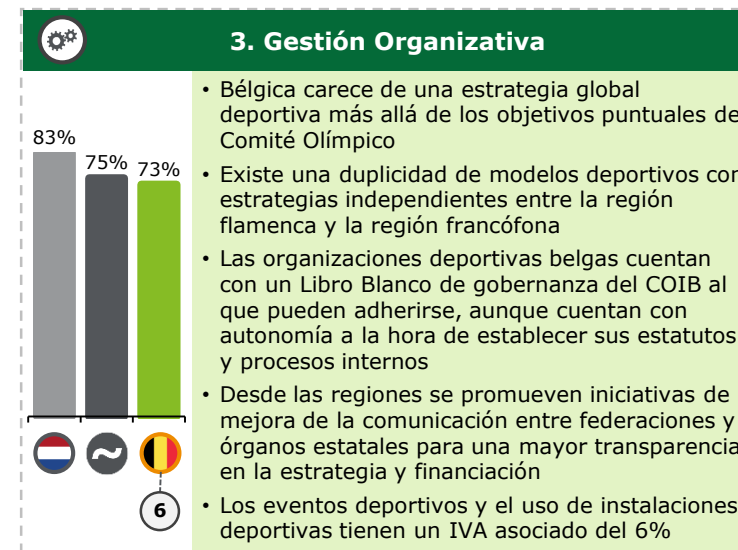 3. Gestión Organizativa
83%
75%
73%
6
• Bélgica carece de una estrategia global
deportiva más allá de los objetivos puntuales de
Comité Olímpico
• Existe una duplicidad de modelos deportivos con
estrategias independientes entre la región
flamenca y la región francófona
• Las organizaciones deportivas belgas cuentan
con un Libro Blanco de gobernanza del COIB al
que pueden adherirse, aunque cuentan con
autonomía a la hora de establecer sus estatutos
y procesos internos
• Desde las regiones se promueven iniciativas de
mejora de la comunicación entre federaciones y
órganos estatales para una mayor transparencia
en la estrategia y financiación
• Los eventos deportivos y el uso de instalaciones
deportivas tienen un IVA asociado del 6%